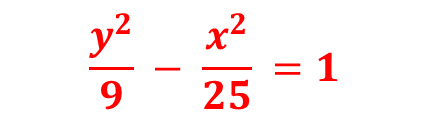 y²/9 − x²/25 = 1